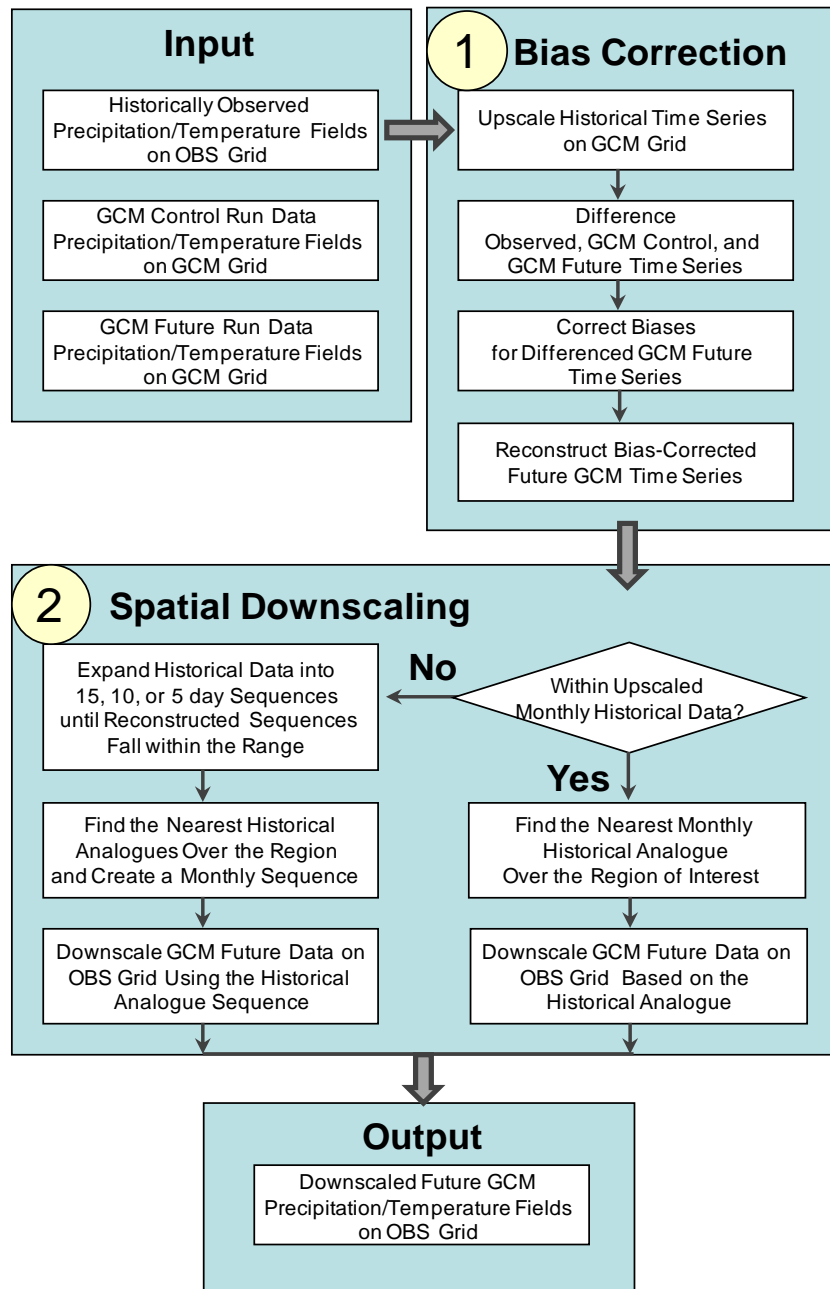 Input
Historically Observed
Precipitation/Temperature Fields
on OBS Grid
GCM Control Run Data
Precipitation/Temperature Fields
on GCM Grid
GCM Future Run Data
Precipitation/Temperature Fields
on GCM Grid
1 Bias Correction
Upscale Historical Time Series
on GCM Grid
Difference
Observed, GCM Control, and
GCM Future Time Series
Correct Biases
for Differenced GCM Future
Time Series
Reconstruct Bias-Corrected
Future GCM Time Series
2 Spatial Downscaling
Within Upscaled
Monthly Historical Data?
No
Expand Historical Data into
15, 10, or 5 day Sequences
until Reconstructed Sequences
Fall within the Range
Find the Nearest Historical
Analogues Over the Region
and Create a Monthly Sequence
Downscale GCM Future Data on
OBS Grid Using the Historical
Analogue Sequence
Yes
Find the Nearest Monthly
Historical Analogue
Over the Region of Interest
Downscale GCM Future Data on
OBS Grid Based on the
Historical Analogue
Output
Downscaled Future GCM
Precipitation/Temperature Fields
on OBS Grid